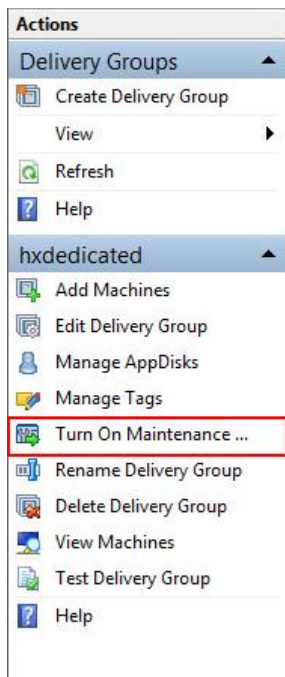 Actions
Delivery Groups
Create Delivery Group
View
Refresh
Help
hxdedicated
Add Machines
Edit Delivery Group
Manage AppDisks
Manage Tags
Turn On Maintenance ...
Rename Delivery Group
Delete Delivery Group
View Machines
Test Delivery Group
Help